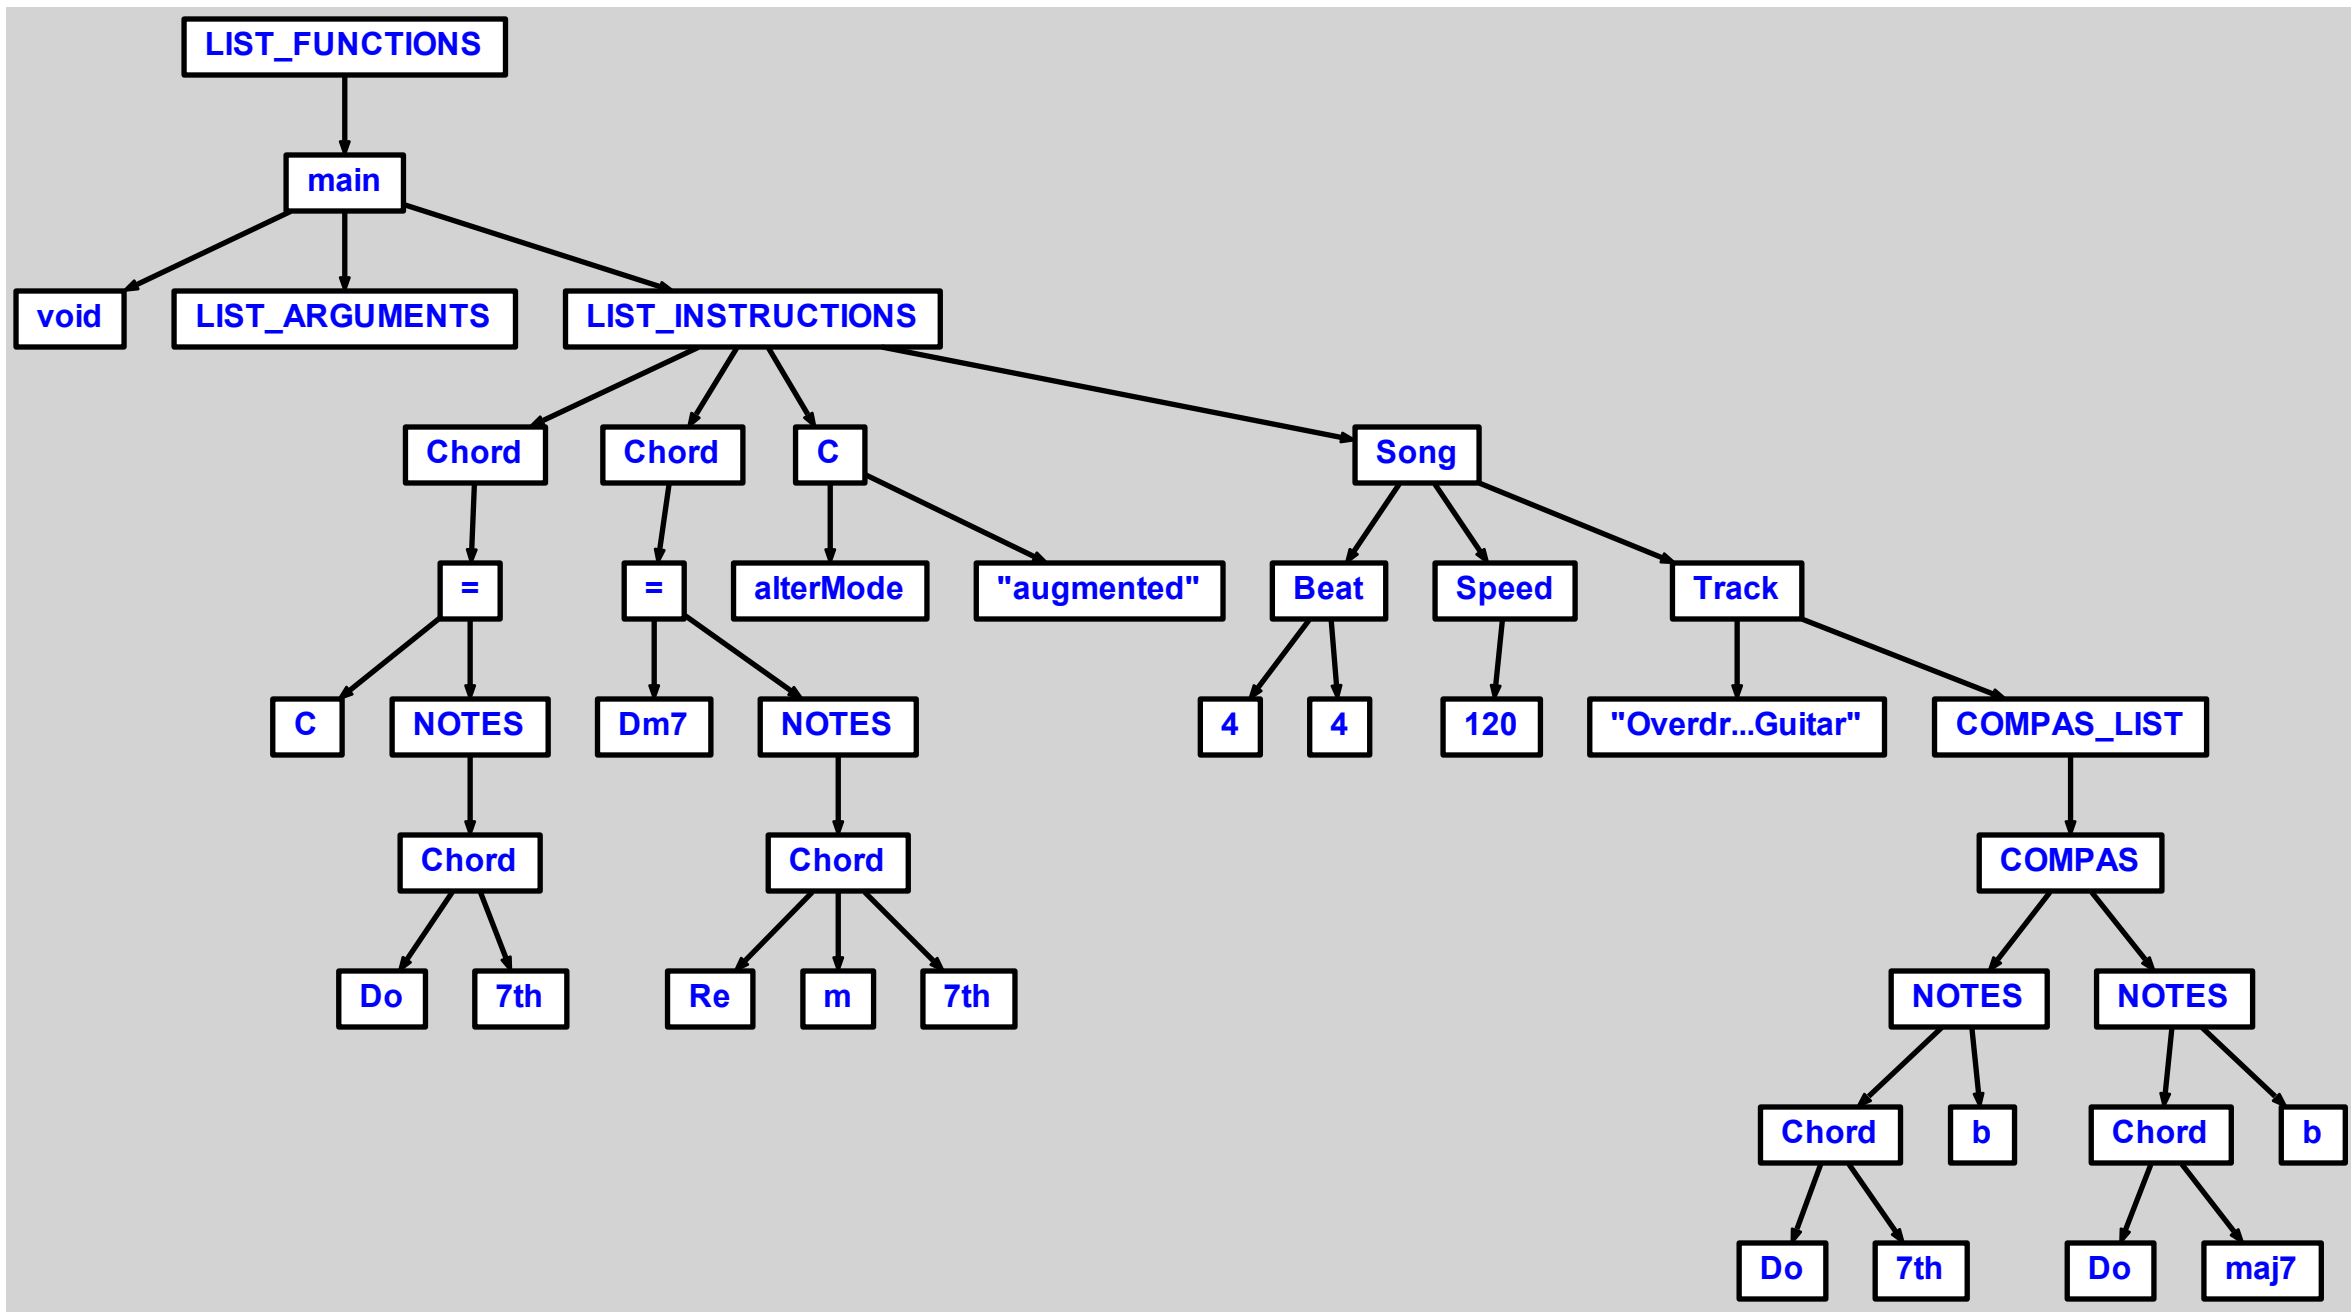 LIST_FUNCTIONS
main
void
LIST_ARGUMENTS
LIST_INSTRUCTIONS
Chord
Chord
C
Song
=
=
alterMode
"augmented"
Beat
Speed
Track
C
NOTES
Dm7
NOTES
4
4
120
"Overdr...Guitar"
COMPAS_LIST
Chord
Chord
COMPAS
Do
7th
Re
m
7th
NOTES
NOTES
Chord
b
Chord
b
Do
7th
Do
maj7